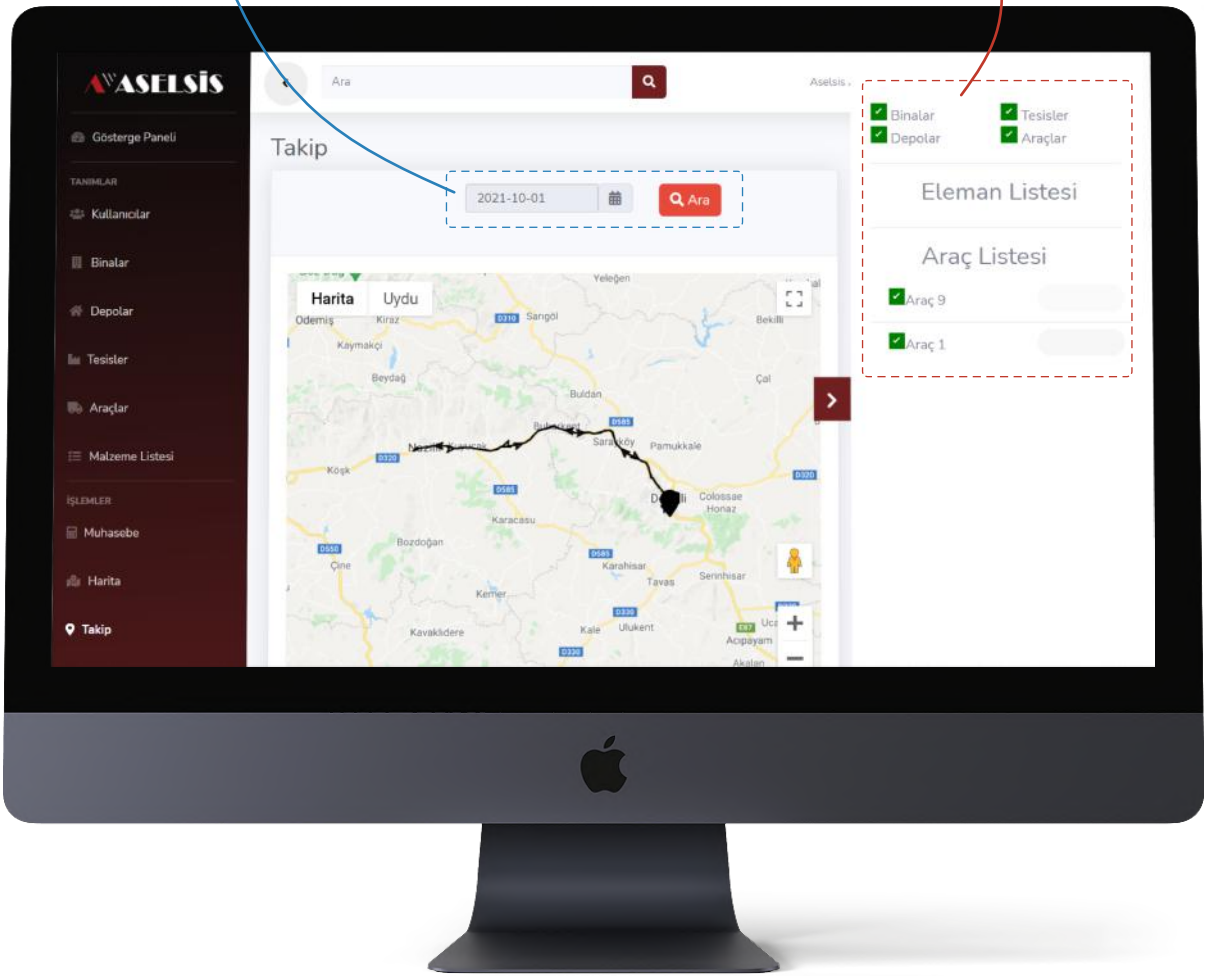 ASELSİS
Gösterge Paneli
TANIMLAR
Kullanıcılar
Binalar
Depolar
Tesisler
Araçlar
Malzeme Listesi
İŞLEMLER
Muhasebe
Harita
Takip
Ara
Aselsis
Takip
2021-10-01
Ara
Harita
Uydu
Yeleğen
Ödemiş
Kiraz
D310
Sarıgöl
Bekilli
Kaymakçı
Beydağ
Çal
Buldan
D585
Sarayköy
Pamukkale
D320
Köşk
D320
D585
Colossae
Honaz
Karacasu
D550
Bozdoğan
D585
Çine
Karahisar
Tavas
Serinhisar
Kemer
D330
Kavaklıdere
Kale
Ulukent
E87
Acıpayam
D330
Akalan
Binalar
Tesisler
Depolar
Araçlar
Eleman Listesi
Araç Listesi
Araç 9
Araç 1